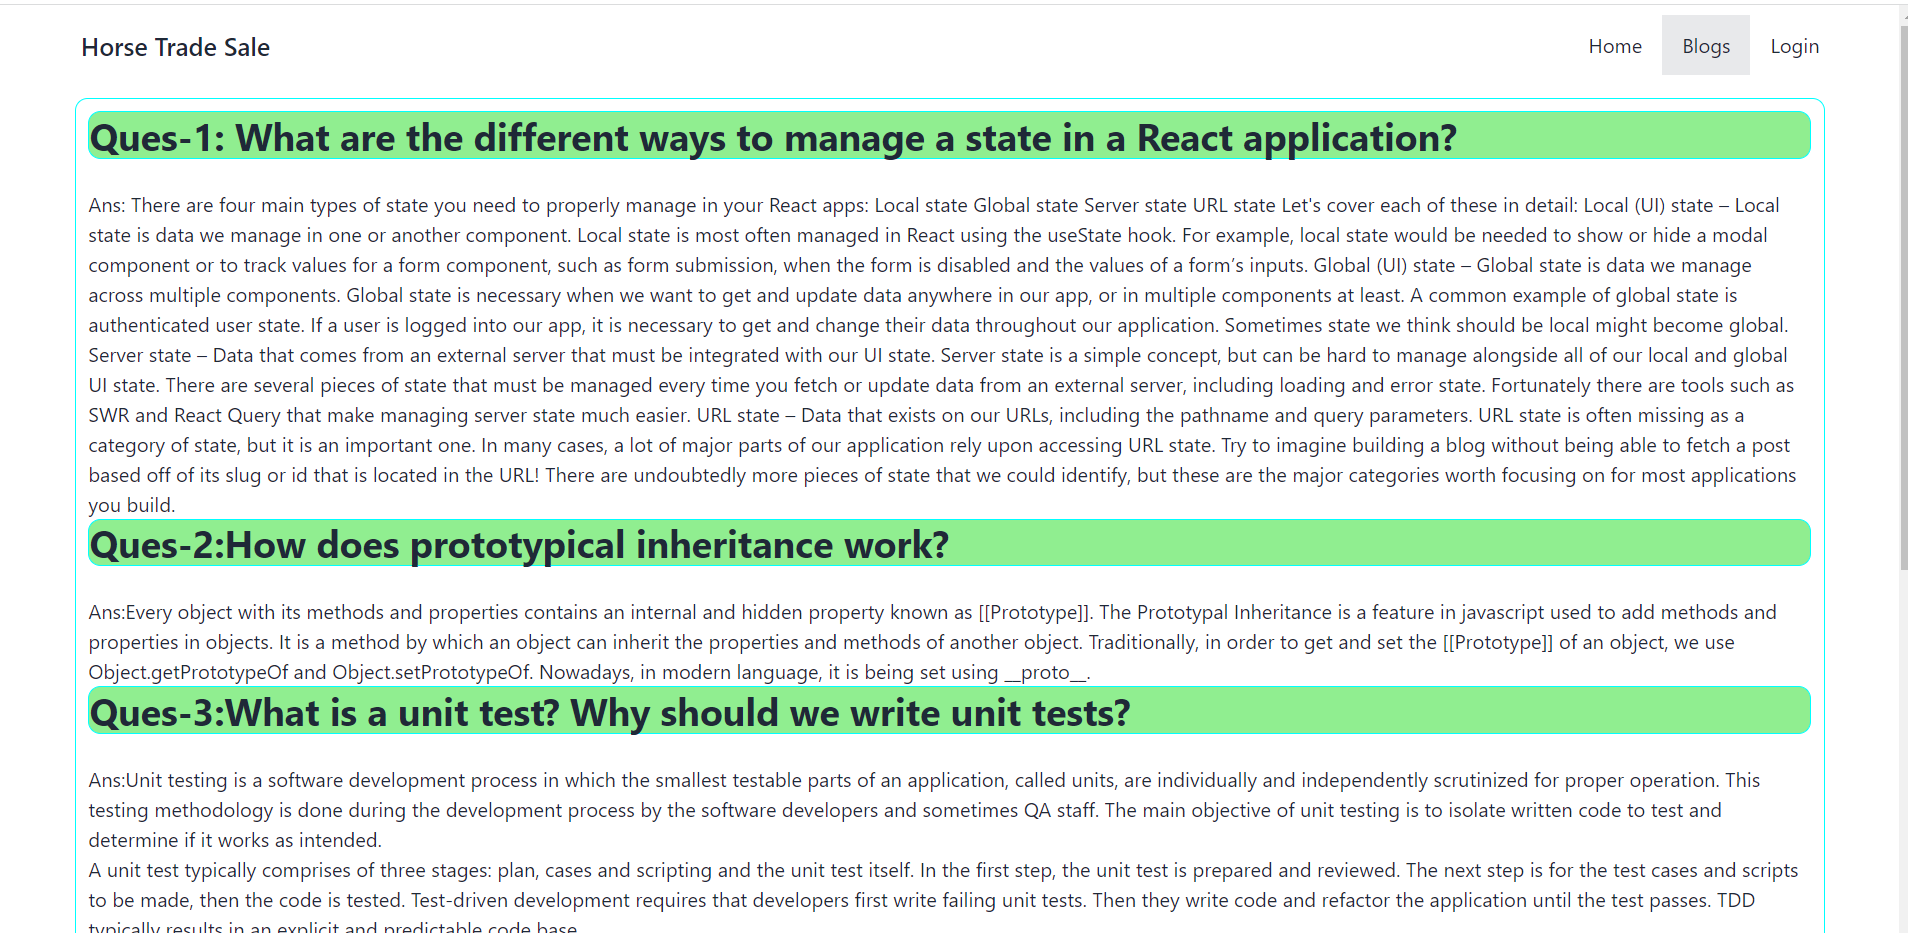 Horse Trade Sale
Home Blogs Login
Ques-1: What are the different ways to manage a state in a React application?
Ans: There are four main types of state you need to properly manage in your React apps: Local state Global state Server state URL state Let's cover each of these in detail: Local (UI) state – Local
state is data we manage in one or another component. Local state is most often managed in React using the useState hook. For example, local state would be needed to show or hide a modal
component or to track values for a form component, such as form submission, when the form is disabled and the values of a form’s inputs. Global (UI) state – Global state is data we manage
across multiple components. Global state is necessary when we want to get and update data anywhere in our app, or in multiple components at least. A common example of global state is
authenticated user state. If a user is logged into our app, it is necessary to get and change their data throughout our application. Sometimes state we think should be local might become global.
Server state – Data that comes from an external server that must be integrated with our UI state. Server state is a simple concept, but can be hard to manage alongside all of our local and global
UI state. There are several pieces of state that must be managed every time you fetch or update data from an external server, including loading and error state. Fortunately there are tools such as
SWR and React Query that make managing server state much easier. URL state – Data that exists on our URLs, including the pathname and query parameters. URL state is often missing as a
category of state, but it is an important one. In many cases, a lot of major parts of our application rely upon accessing URL state. Try to imagine building a blog without being able to fetch a post
based off of its slug or id that is located in the URL! There are undoubtedly more pieces of state that we could identify, but these are the major categories worth focusing on for most applications
you build.
Ques-2:How does prototypical inheritance work?
Ans:Every object with its methods and properties contains an internal and hidden property known as [[Prototype]]. The Prototypal Inheritance is a feature in javascript used to add methods and
properties in objects. It is a method by which an object can inherit the properties and methods of another object. Traditionally, in order to get and set the [[Prototype]] of an object, we use
Object.getPrototypeOf and Object.setPrototypeOf. Nowadays, in modern language, it is being set using __proto__.
Ques-3:What is a unit test? Why should we write unit tests?
Ans:Unit testing is a software development process in which the smallest testable parts of an application, called units, are individually and independently scrutinized for proper operation. This
testing methodology is done during the development process by the software developers and sometimes QA staff. The main objective of unit testing is to isolate written code to test and
determine if it works as intended.
A unit test typically comprises of three stages: plan, cases and scripting and the unit test itself. In the first step, the unit test is prepared and reviewed. The next step is for the test cases and scripts
to be made, then the code is tested. Test-driven development requires that developers first write failing unit tests. Then they write code and refactor the application until the test passes. TDD
typically results in an explicit and predictable code base.